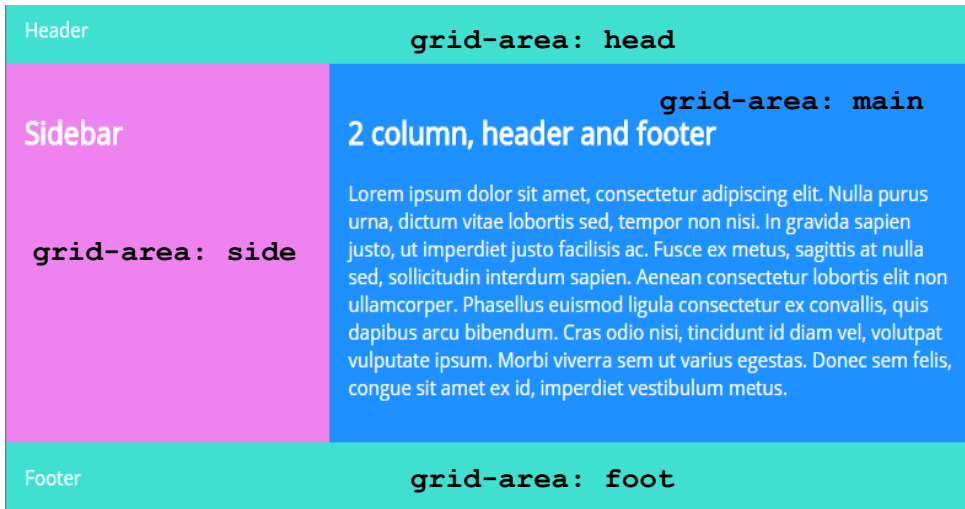 Header
grid-area: head
grid-area: main
Sidebar
2 column, header and footer
Lorem ipsum dolor sit amet, consectetur adipiscing elit. Nulla purus
urna, dictum vitae lobortis sed, tempor non nisi. In gravida sapien
justo, ut imperdiet justo facilisis ac. Fusce ex metus, sagittis at nulla
sed, sollicitudin interdum sapien. Aenean consectetur lobortis elit non
ullamcorper. Phasellus euismod ligula consectetur ex convallis, quis
dapibus arcu bibendum. Cras odio nisi, tincidunt id diam vel, volutpat
vulputate ipsum. Morbi viverra sem ut varius egestas. Donec sem felis,
congue sit amet ex id, imperdiet vestibulum metus.
grid-area: side
Footer
grid-area: foot